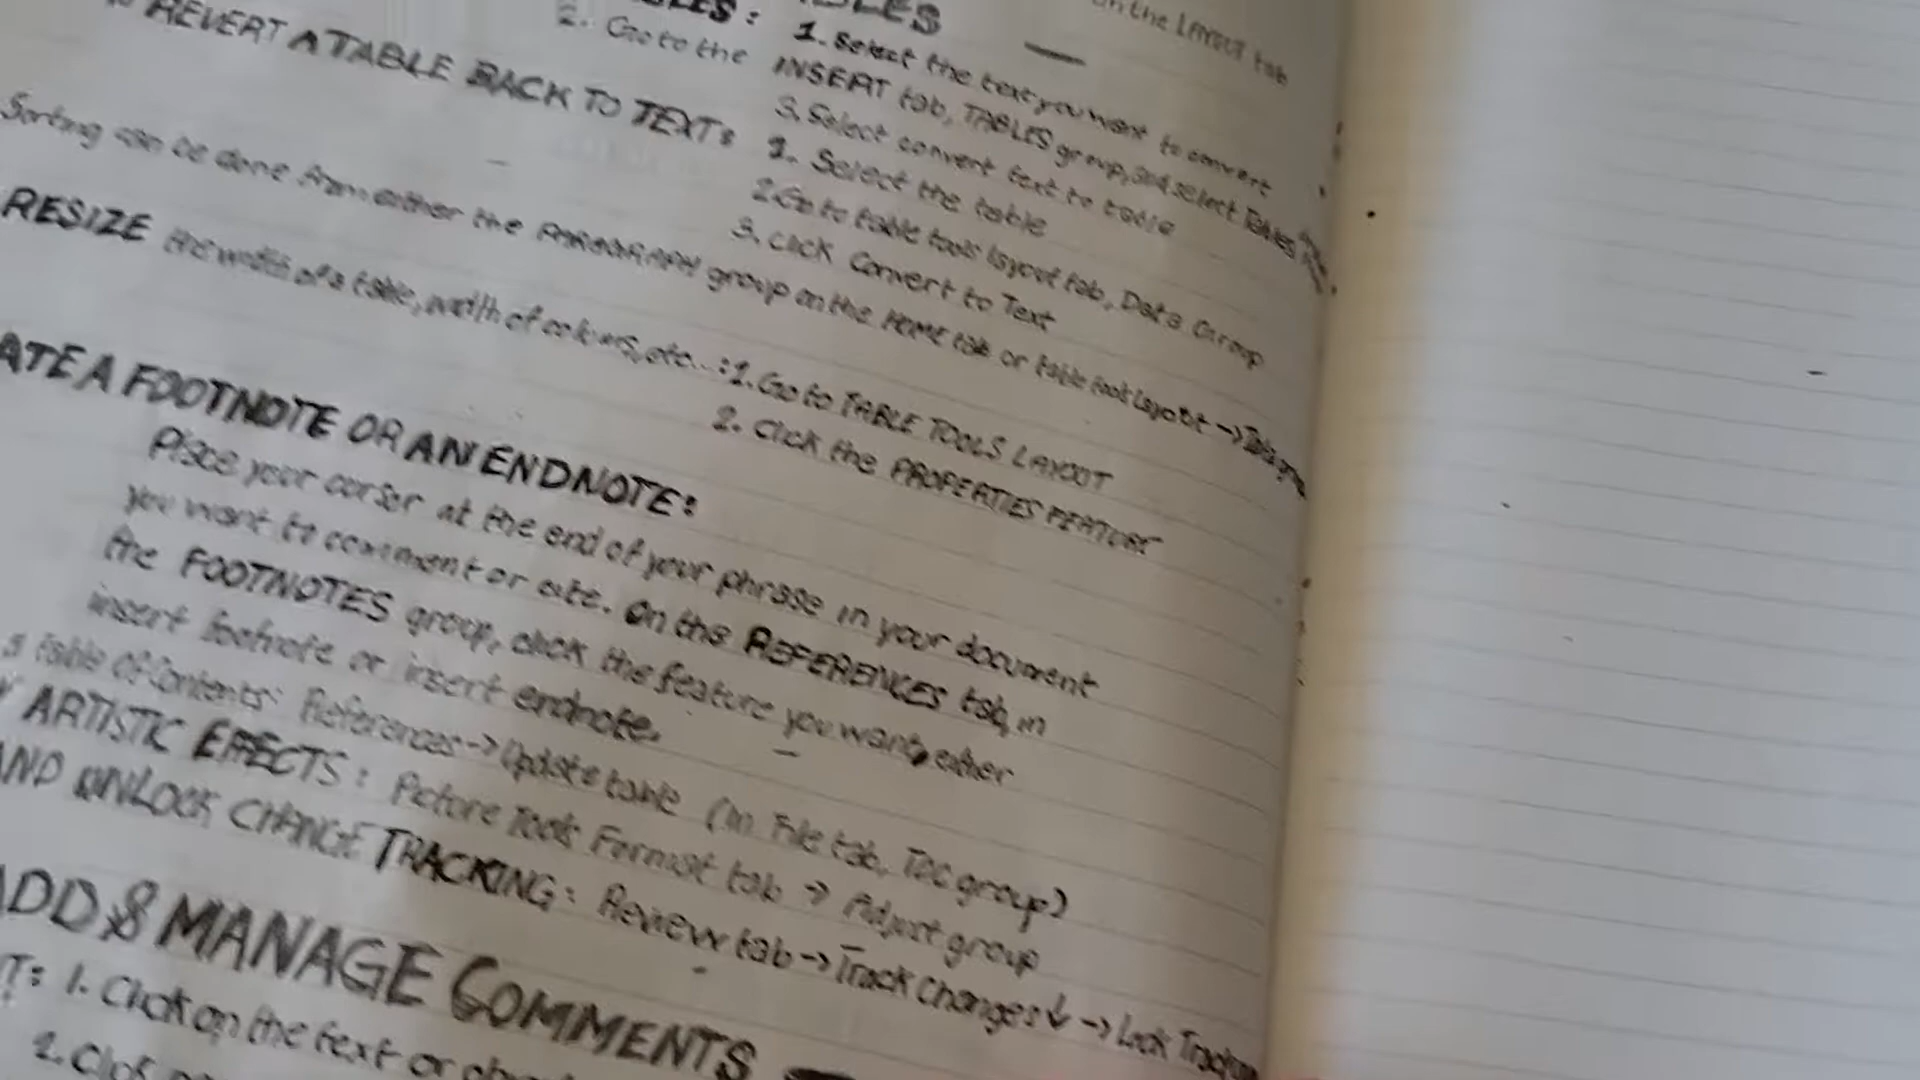 on the LAYOUT tab
1. Select the text you want to convert
2. Go to the INSERT tab, TABLES group, and select Tables
3. Select convert text to table
REVERT A TABLE BACK TO TEXT: 1. Select the table
2. Go to table tools layout tab, Data Group
3. Click Convert to Text
Sorting can be done from either the PARAGRAPH group on the HOME tab or table tools layout → Data group
RESIZE the width of a table, width of colums, etc...: 1. Go to TABLE TOOLS LAYOUT
2. Click the PROPERTIES FEATURE
A FOOTNOTE OR AN ENDNOTE:
Place your corsor at the end of your phrase in your document
you want to comment or cite. On the REFERENCES tab, in
the FOOTNOTES group, click the feature you want, either
insert footnote or insert endnote.
a table of Contents: References → Update table (In File tab, TOC group)
ARTISTIC EFFECTS: Picture Tools Format tab → Adjust group
AND UNLOCK CHANGE TRACKING: Review tab → Track Changes ↓ → Lock Tracking
& MANAGE COMMENTS
1. Click on the text or
2. Click